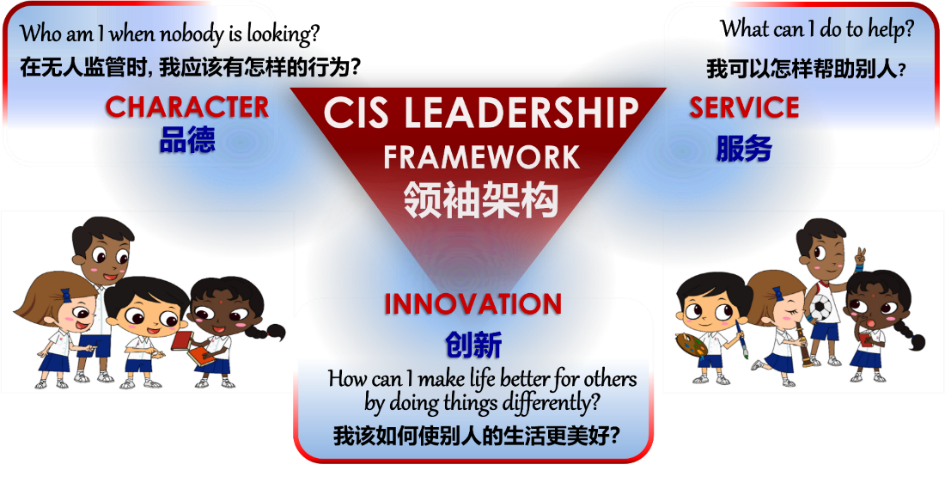 Who am I when nobody is looking?
在无人监管时, 我应该有怎样的行为?
CHARACTER
品德
CIS LEADERSHIP
FRAMEWORK
领袖架构
What can I do to help?
我可以怎样帮助别人?
SERVICE
服务
INNOVATION
创新
How can I make life better for others
by doing things differently?
我该如何使别人的生活更美好?